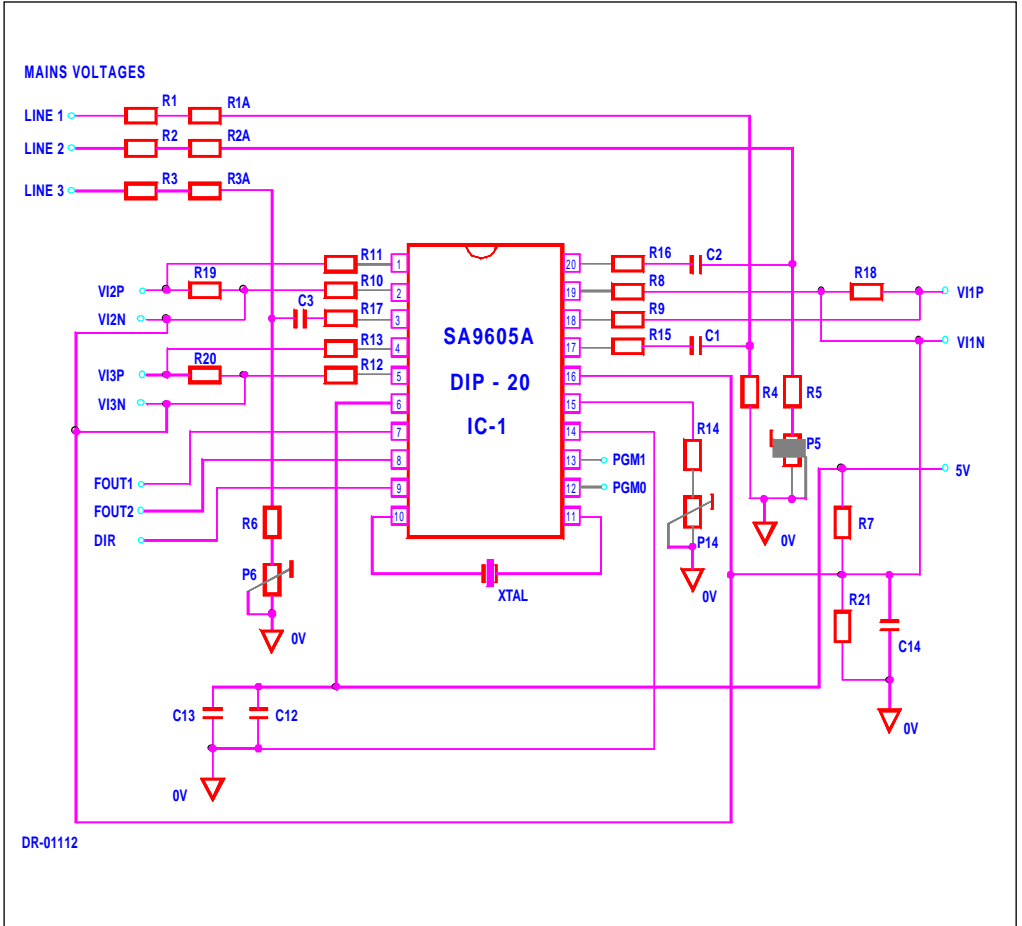 MAINS VOLTAGES
R1 R1A
LINE 1
R2 R2A
LINE 2
R3 R3A
LINE 3
R11 R16 C2
1 20
R19 R10 R8 R18
VI2P 2 19 VI1P
C3 R17 R9
VI2N 3 18
R13 R15 C1 VI1N
4 17
R20 R12
VI3P 5 16
SA9605A
DIP - 20
IC-1
R4 R5
VI3N 6 15
R14
7 14 P5
8 13 PGM1 5V
FOUT1 9 12 PGM0
FOUT2
R6 10 11 R7
DIR P14 0V
P6
XTAL 0V R21
0V C14
C13 C12 0V
0V
DR-01112